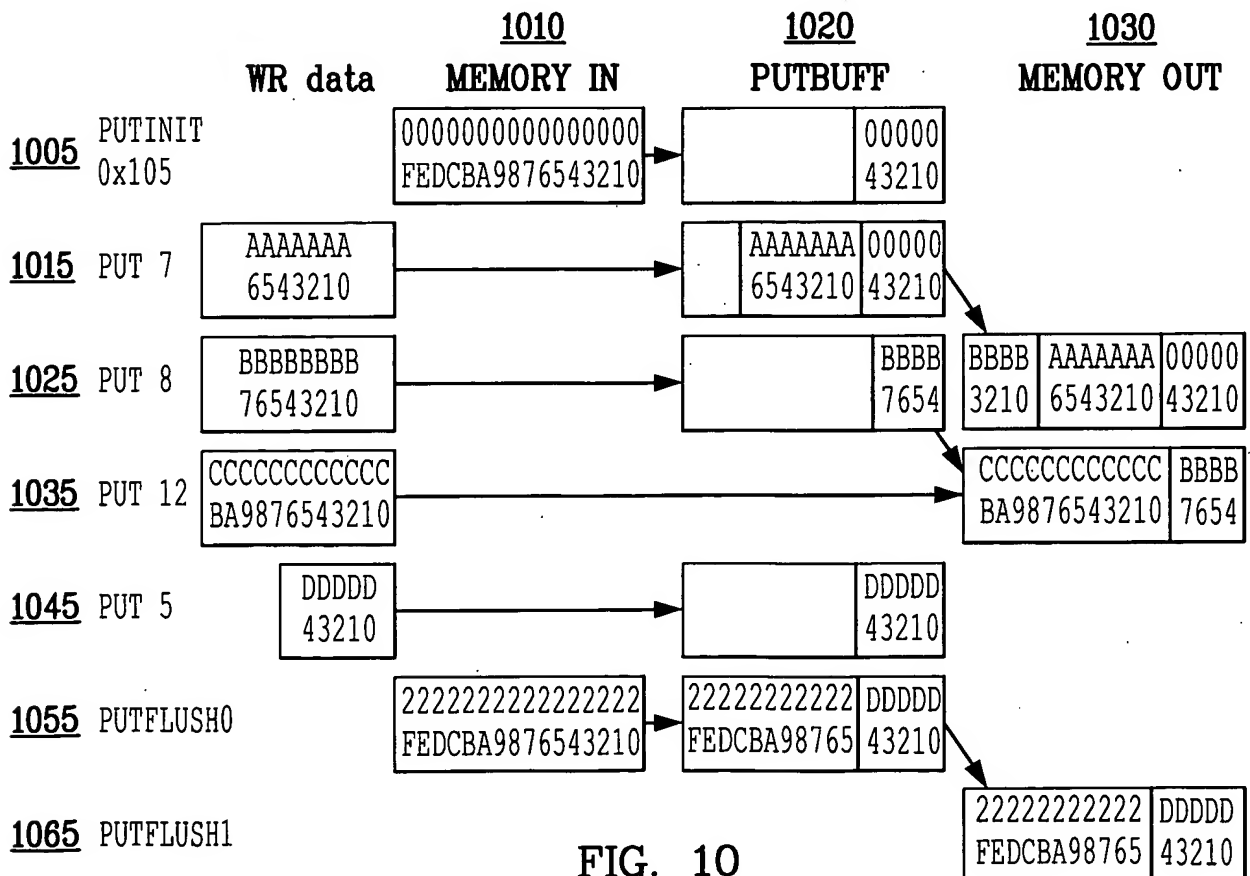 1010 1020 1030
WR data MEMORY IN PUTBUFF MEMORY OUT
1005 PUTINIT 0x105
0000000000000000 00000
FEDCBA9876543210 43210
1015 PUT 7
AAAAAAA AAAAAAA 00000
6543210 6543210 43210
1025 PUT 8
BBBBBBBB BBBB BBBB AAAAAAA 00000
76543210 7654 3210 6543210 43210
1035 PUT 12
CCCCCCCCCCCC CCCCCCCCCCCC BBBB
BA9876543210 BA9876543210 7654
1045 PUT 5
DDDDD DDDDD
43210 43210
1055 PUTFLUSH0
2222222222222222 22222222222 DDDDD
FEDCBA9876543210 FEDCBA98765 43210
1065 PUTFLUSH1
22222222222 DDDDD
FEDCBA98765 43210
FIG. 10